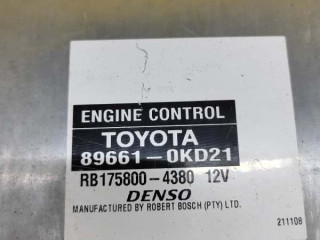 ENGINE CONTROL
TOYOTA
89661-0KD21
RB175800-4380 12V
DENSO
MANUFACTURED BY ROBERT BOSCH (PTY) LTD.
211108